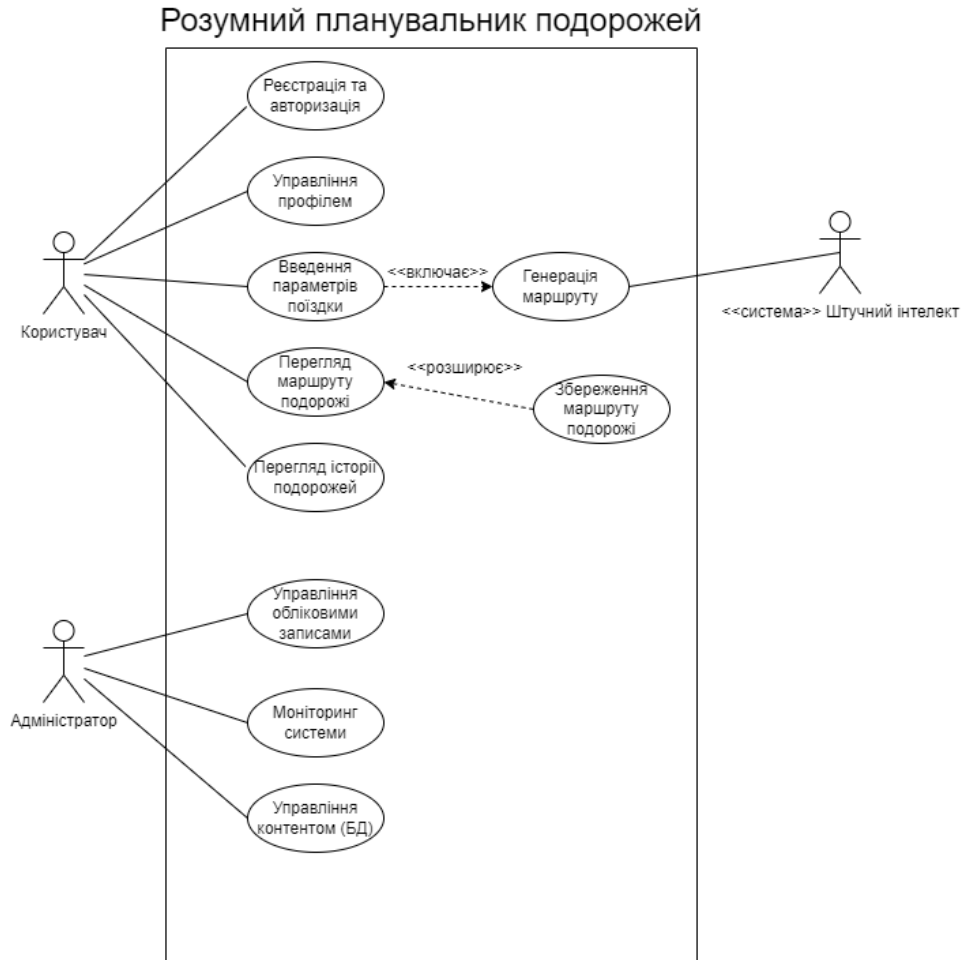 Розумний планувальник подорожей
Реєстрація та
авторизація
Управління
профілем
Введення
параметрів
поїздки
<<включає>>
Генерація
маршруту
Користувач
<<система>> Штучний інтелект
Перегляд
маршруту
подорожі
<<розширює>>
Збереження
маршруту
подорожі
Перегляд історії
подорожей
Управління
обліковими
записами
Адміністратор
Моніторинг
системи
Управління
контентом (БД)